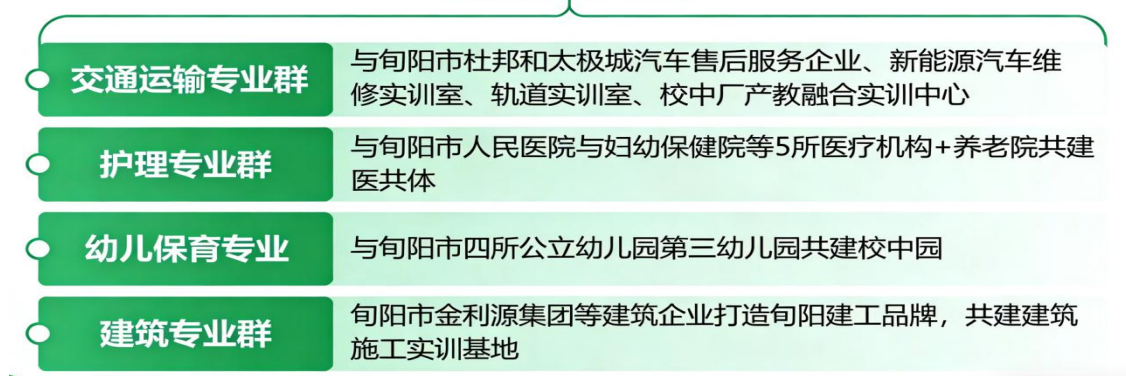 交通运输专业群
与旬阳市杜邦和太极城汽车售后服务企业、新能源汽车维
修实训室、轨道实训室、校中厂产教融合实训中心
护理专业群
与旬阳市人民医院与妇幼保健院等5所医疗机构+养老院共建
医共体
幼儿保育专业
与旬阳市四所公立幼儿园第三幼儿园共建校中园
建筑专业群
旬阳市金利源集团等建筑企业打造旬阳建工品牌，共建建筑
施工实训基地